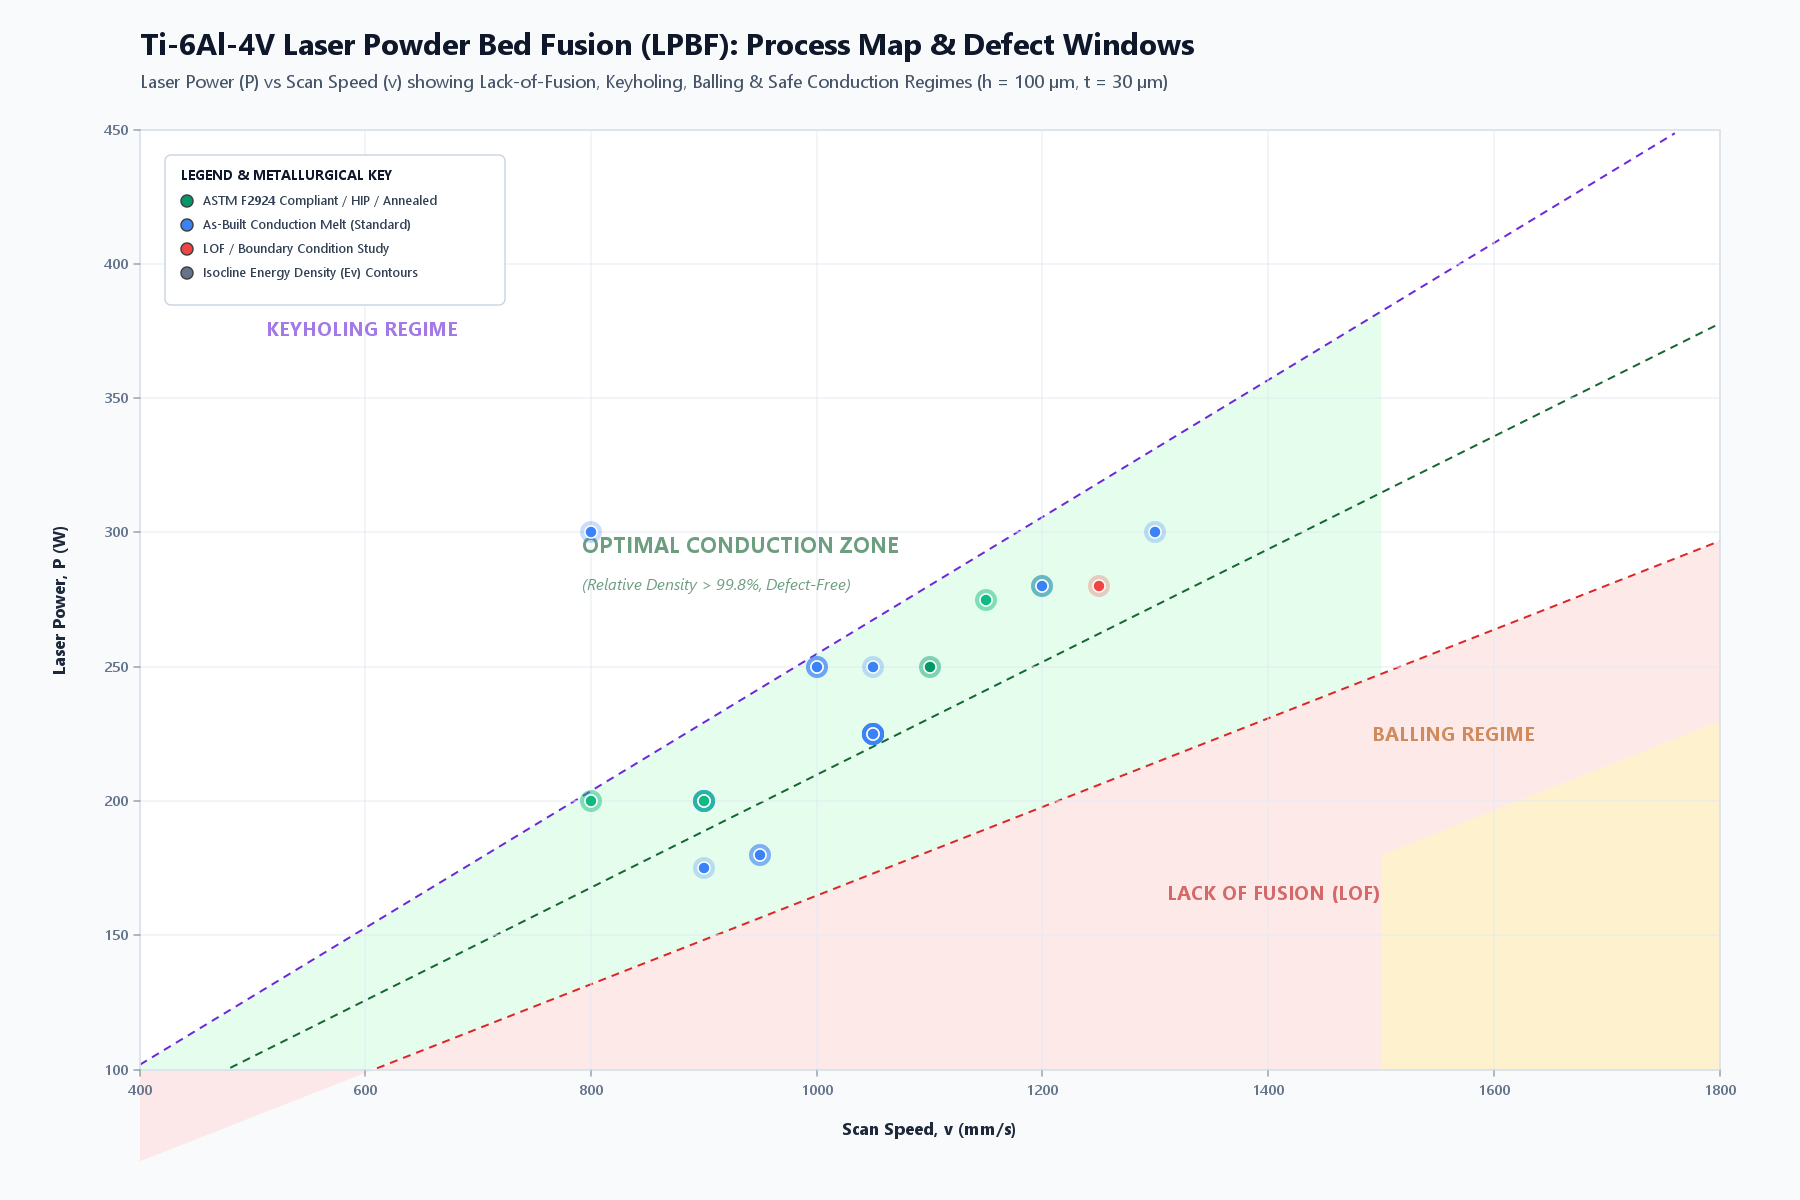 Ti-6Al-4V Laser Powder Bed Fusion (LPBF): Process Map & Defect Windows
Laser Power (P) vs Scan Speed (v) showing Lack-of-Fusion, Keyholing, Balling & Safe Conduction Regimes (h = 100 µm, t = 30 µm)
LEGEND & METALLURGICAL KEY
ASTM F2924 Compliant / HIP / Annealed
As-Built Conduction Melt (Standard)
LOF / Boundary Condition Study
Isocline Energy Density (Ev) Contours
KEYHOLING REGIME
OPTIMAL CONDUCTION ZONE
(Relative Density > 99.8%, Defect-Free)
BALLING REGIME
LACK OF FUSION (LOF)
Laser Power, P (W)
450
400
350
300
250
200
150
100
400 600 800 1000 1200 1400 1600 1800
Scan Speed, v (mm/s)